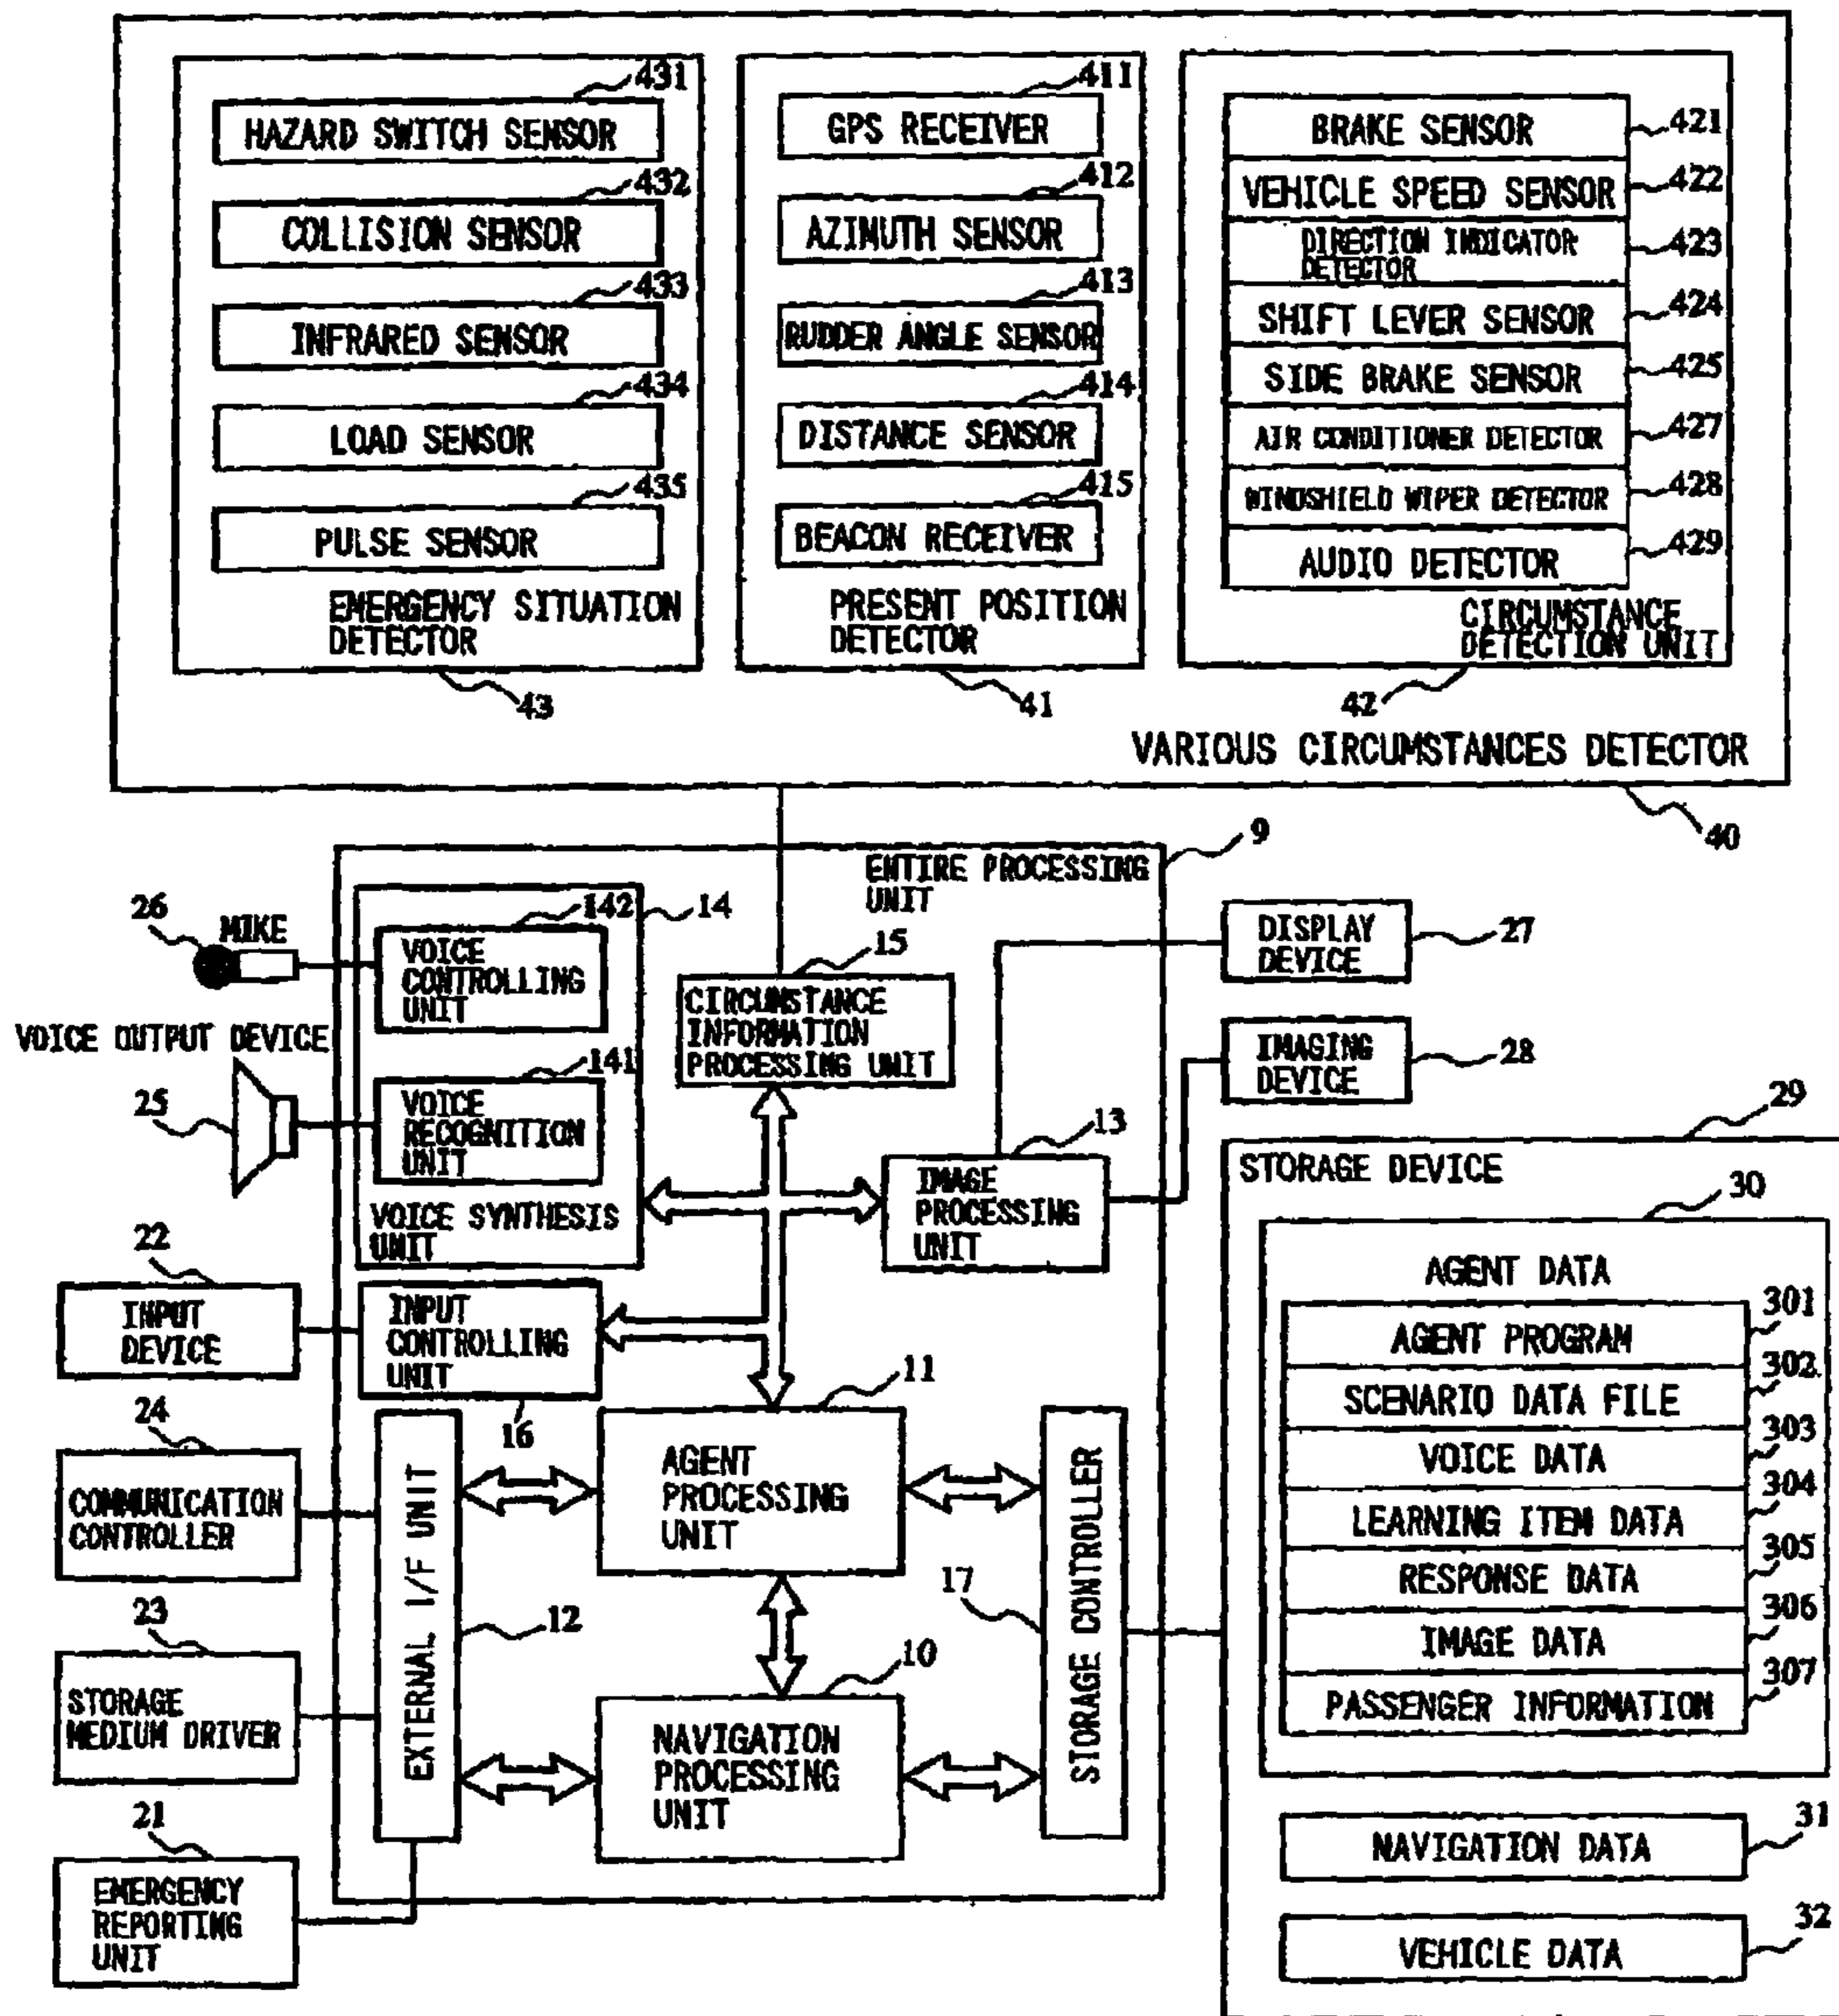 431
HAZARD SWITCH SENSOR
432
COLLISION SENSOR
433
INFRARED SENSOR
434
LOAD SENSOR
435
PULSE SENSOR
EMERGENCY SITUATION
DETECTOR
43
411
GPS RECEIVER
412
AZIMUTH SENSOR
413
RUDDER ANGLE SENSOR
414
DISTANCE SENSOR
415
BEACON RECEIVER
PRESENT POSITION
DETECTOR
41
BRAKE SENSOR
421
VEHICLE SPEED SENSOR
422
DIRECTION INDICATOR
DETECTOR
423
SHIFT LEVER SENSOR
424
SIDE BRAKE SENSOR
425
AIR CONDITIONER DETECTOR
427
WINDSHIELD WIPER DETECTOR
428
AUDIO DETECTOR
429
CIRCUMSTANCE
DETECTION UNIT
42
VARIOUS CIRCUMSTANCES DETECTOR
40
9
ENTIRE PROCESSING
UNIT
26
MIKE
142
14
VOICE
CONTROLLING
UNIT
VOICE OUTPUT DEVICE
25
141
VOICE
RECOGNITION
UNIT
VOICE SYNTHESIS
UNIT
15
CIRCUMSTANCE
INFORMATION
PROCESSING UNIT
13
IMAGE
PROCESSING
UNIT
DISPLAY
DEVICE
27
IMAGING
DEVICE
28
22
INPUT
DEVICE
INPUT
CONTROLLING
UNIT
16
24
COMMUNICATION
CONTROLLER
23
STORAGE
MEDIUM DRIVER
21
EMERGENCY
REPORTING
UNIT
EXTERNAL I/F UNIT
12
11
AGENT
PROCESSING
UNIT
10
NAVIGATION
PROCESSING
UNIT
17
STORAGE CONTROLLER
29
STORAGE DEVICE
30
AGENT DATA
301
AGENT PROGRAM
302
SCENARIO DATA FILE
303
VOICE DATA
304
LEARNING ITEM DATA
305
RESPONSE DATA
306
IMAGE DATA
307
PASSENGER INFORMATION
31
NAVIGATION DATA
32
VEHICLE DATA